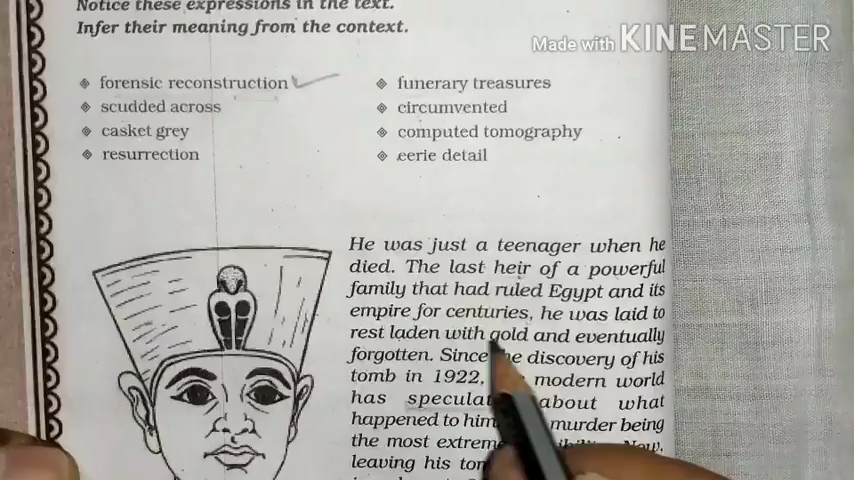 Notice these expressions in the text.
Infer their meaning from the context.
Made with KINEMASTER
forensic reconstruction
scudded across
casket grey
resurrection
funerary treasures
circumvented
computed tomography
eerie detail
He was just a teenager when he
died. The last heir of a powerful
family that had ruled Egypt and its
empire for centuries, he was laid to
rest laden with gold and eventually
forgotten. Since discovery of his
tomb in 1922, modern world
has about what
happened to murder being
the most extreme Now,
leaving his